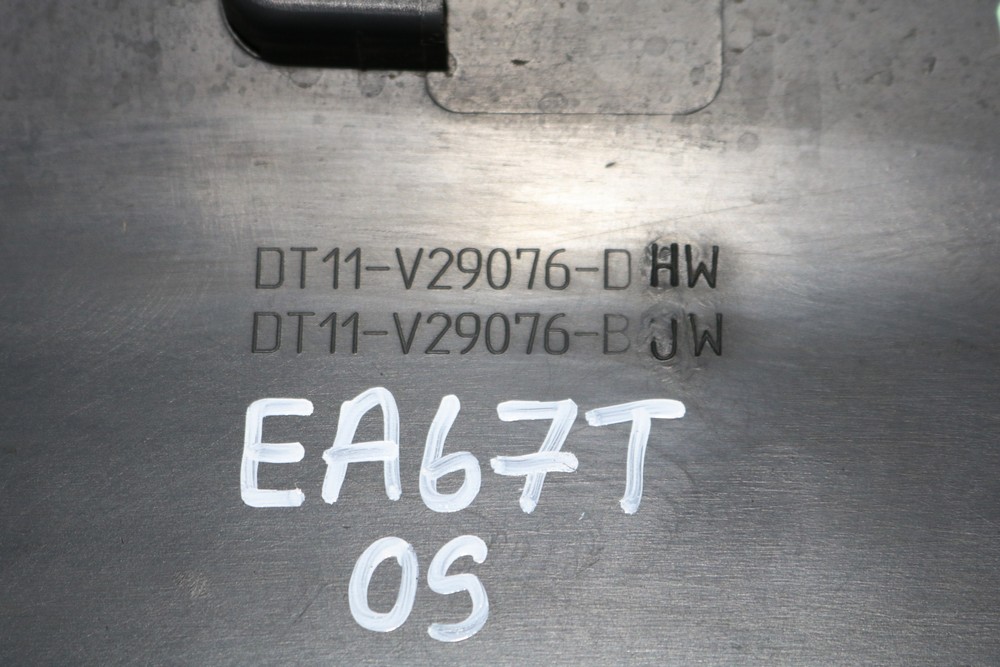 DT11-V29076-D HW
DT11-V29076-B JW
EA67T
OS